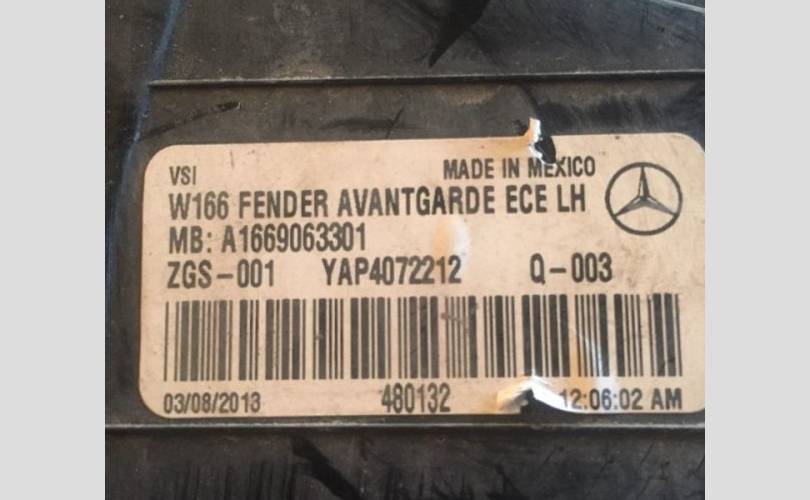 VSI MADE IN MEXICO
W166 FENDER AVANTGARDE ECE LH
MB: A1669063301
ZGS-001 YAP4072212 Q-003
03/08/2013 480132 12:06:02 AM